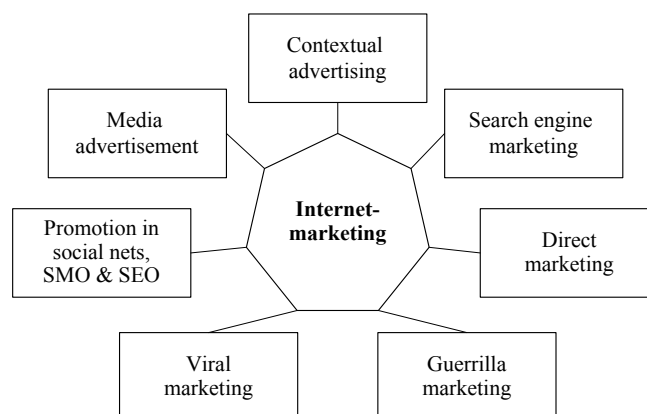 Contextual
advertising
Media
advertisement
Search engine
marketing
Internet-
marketing
Promotion in
social nets,
SMO & SEO
Direct
marketing
Viral
marketing
Guerrilla
marketing